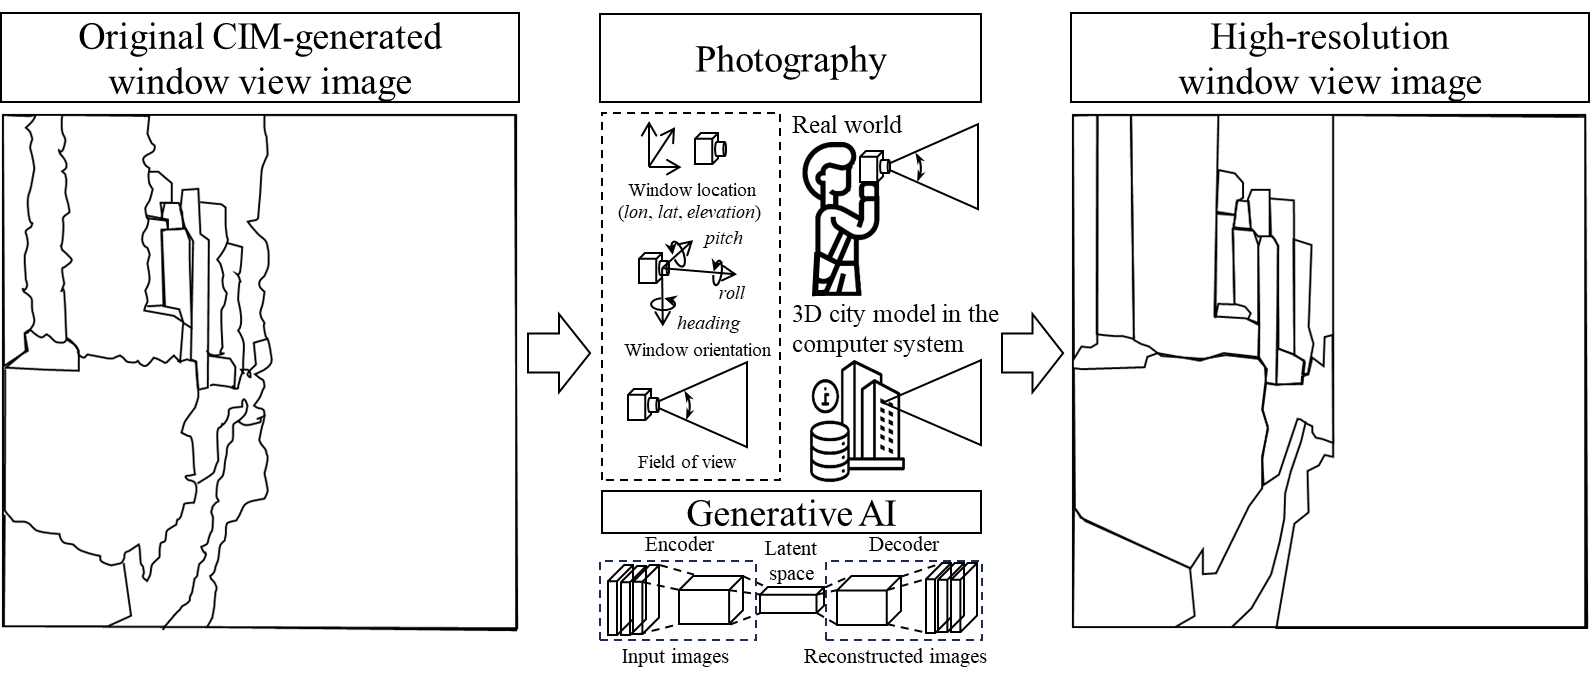 Original CIM-generated
window view image
Photography
Window location
(lon, lat, elevation)
pitch
roll
heading
Window orientation
Field of view
Real world
3D city model in the
computer system
Generative AI
Encoder
Latent
space
Decoder
Input images
Reconstructed images
High-resolution
window view image